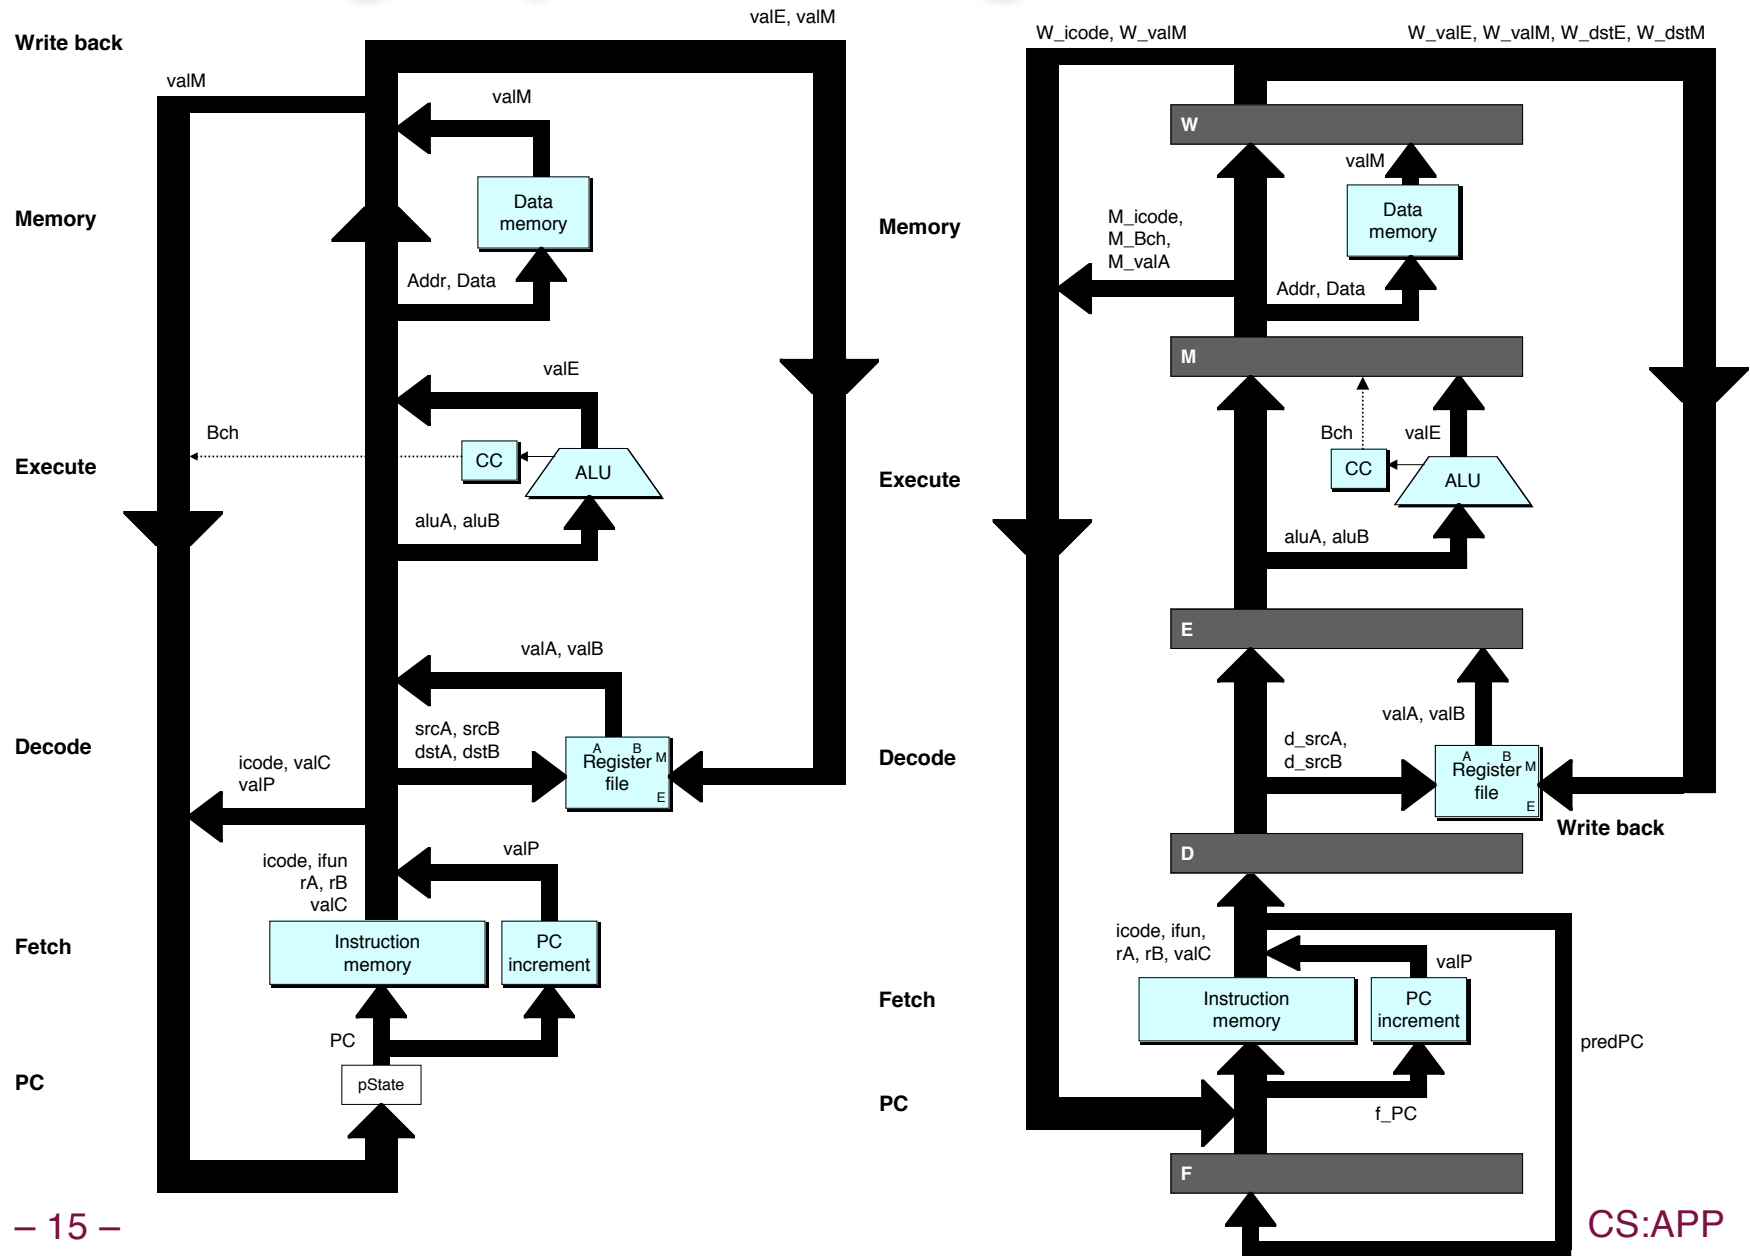 valE, valM
Write back
valM
valM
Data
memory
Memory
Addr, Data
valE
Bch
CC
ALU
Execute
aluA, aluB
valA, valB
srcA, srcB
dstA, dstB
A B
Register M
file
E
Decode
icode, valC
valP
valP
icode, ifun
rA, rB
valC
Instruction
memory
PC
increment
Fetch
PC
pState
PC
– 15 –
W_icode, W_valM
W_valE, W_valM, W_dstE, W_dstM
W
valM
Data
memory
Memory
M_icode,
M_Bch,
M_valA
Addr, Data
M
Bch
valE
CC
ALU
Execute
aluA, aluB
E
valA, valB
d_srcA,
d_srcB
A B
Register M
file
E
Decode
Write back
D
icode, ifun,
rA, rB, valC
valP
Instruction
memory
PC
increment
Fetch
predPC
PC
f_PC
F
CS:APP